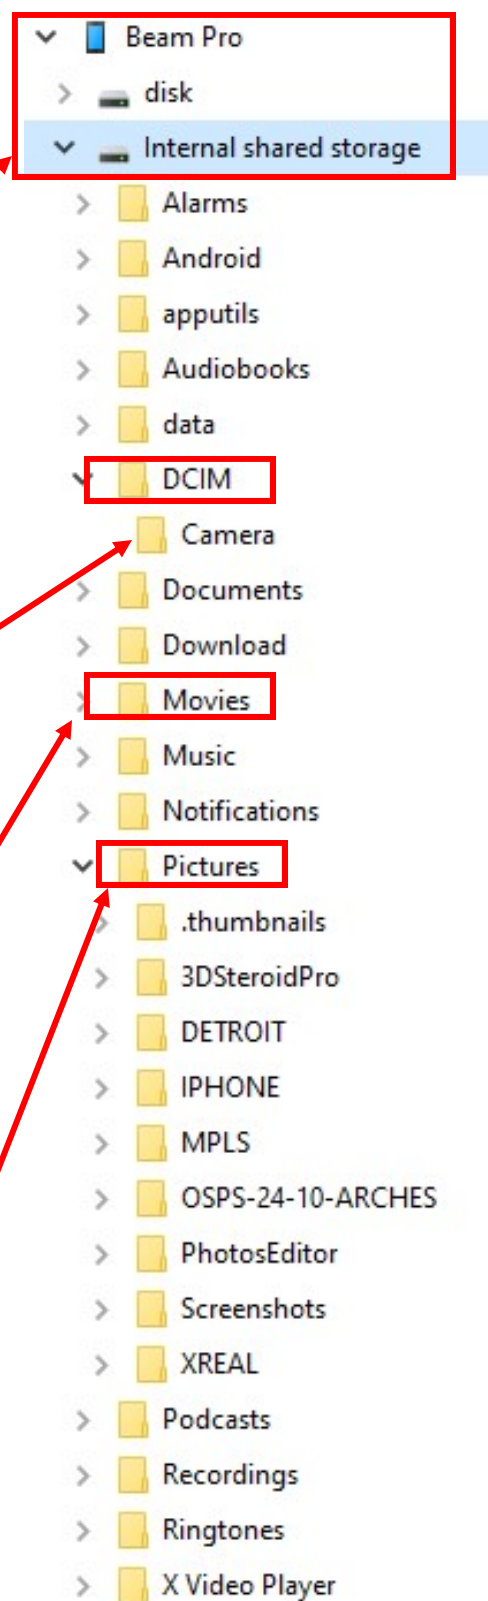 Beam Pro
disk
Internal shared storage
Alarms
Android
apputils
Audiobooks
data
DCIM
Camera
Documents
Download
Movies
Music
Notifications
Pictures
.thumbnails
3DSteroidPro
DETROIT
IPHONE
MPLS
OSPS-24-10-ARCHES
PhotosEditor
Screenshots
XREAL
Podcasts
Recordings
Ringtones
X Video Player